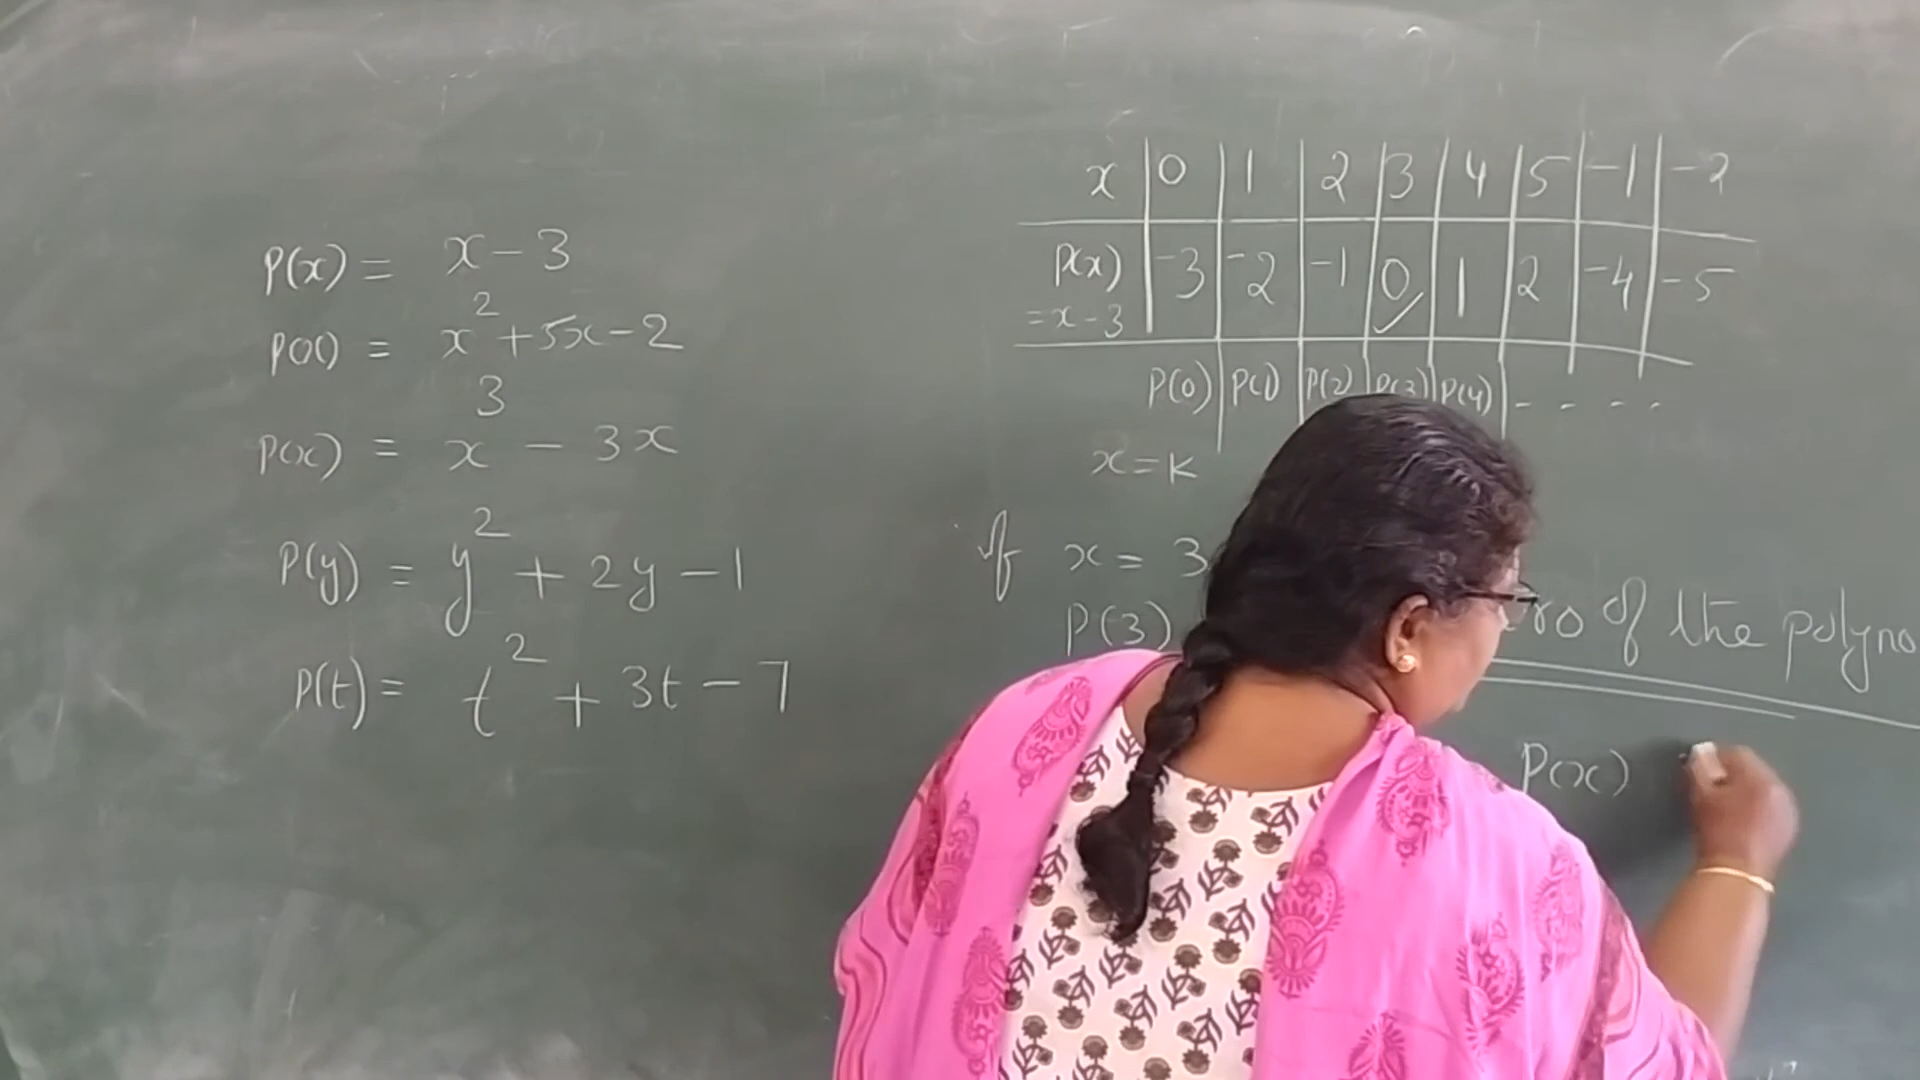 P(x) = x - 3
P(x) = x² + 5x - 2
P(x) = x³ - 3x
P(y) = y² + 2y - 1
P(t) = t² + 3t - 7
x | 0 | 1 | 2 | 3 | 4 | 5 | -1 | -2
P(x) = x - 3 | -3 | -2 | -1 | 0 | 1 | 2 | -4 | -5
P(0) | P(1) | P(2) | P(3) | P(4) | - - - -
x = K
if x = 3
P(3) of the
P(x)